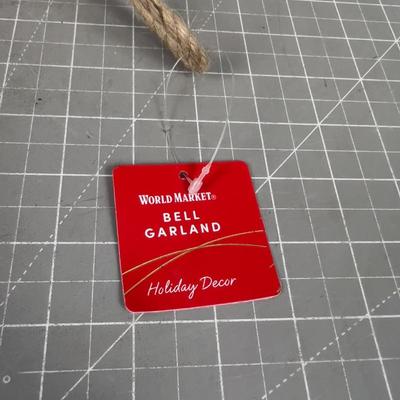 WORLD MARKET®
BELL
GARLAND
Holiday Decor